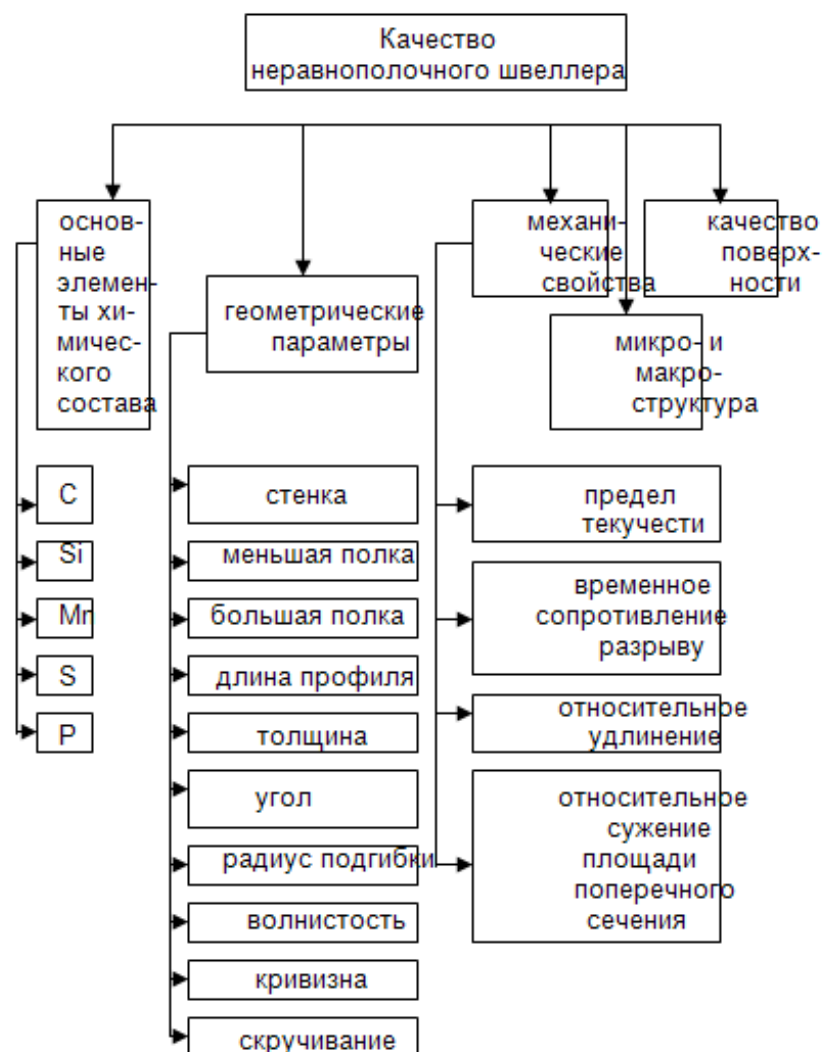 Качество
неравнополочного швеллера
основ-
ные
элемен-
ты хи-
мичес-
кого
состава
геометрические
параметры
механи-
ческие
свойства
качество
поверх-
ности
микро- и
макро-
структура
C
Si
Mn
S
P
стенка
меньшая полка
большая полка
длина профиля
толщина
угол
радиус подгибки
волнистость
кривизна
скручивание
предел
текучести
временное
сопротивление
разрыву
относительное
удлинение
относительное
сужение
площади
поперечного
сечения